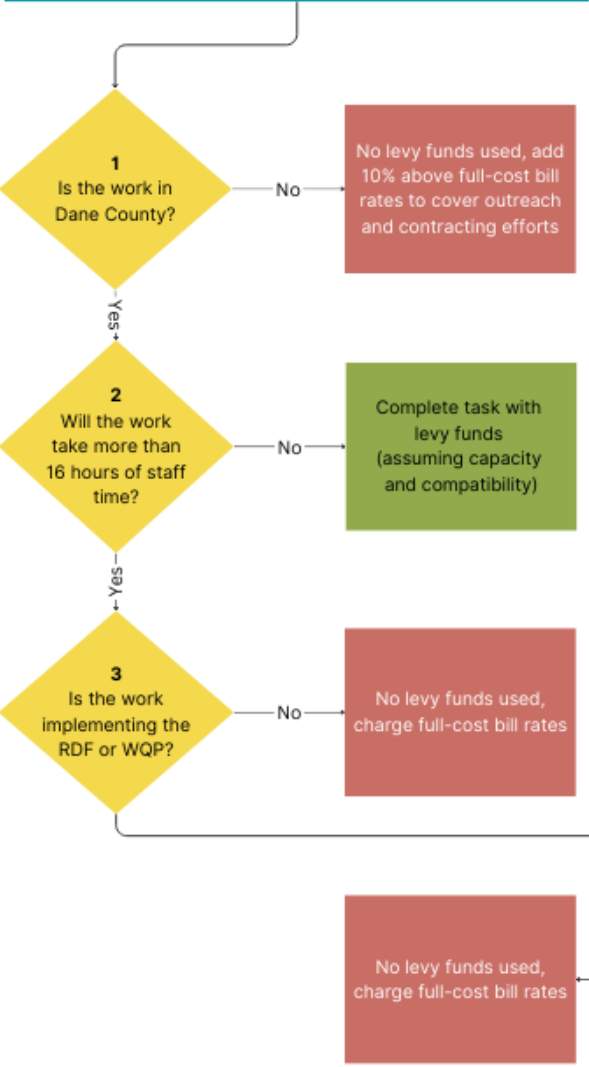 1
Is the work in
Dane County?
No
No levy funds used, add
10% above full-cost bill
rates to cover outreach
and contracting efforts
Yes
2
Will the work
take more than
16 hours of staff
time?
No
Complete task with
levy funds
(assuming capacity
and compatibility)
Yes
3
Is the work
implementing the
RDF or WQP?
No
No levy funds used,
charge full-cost bill rates
No levy funds used,
charge full-cost bill rates